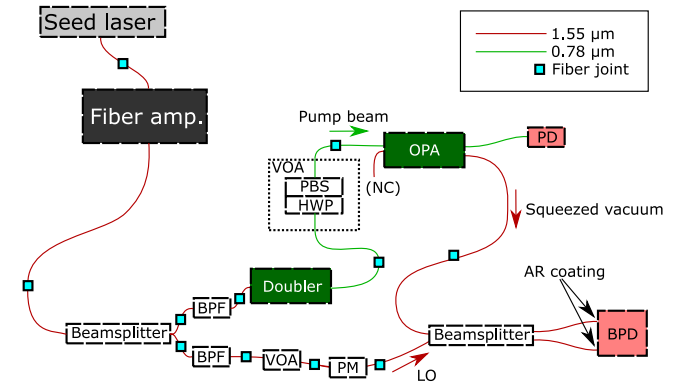 Seed laser
1.55 μm
0.78 μm
Fiber joint
Fiber amp.
Pump beam
OPA
PD
VOA
PBS
HWP
(NC)
Squeezed vacuum
AR coating
Doubler
BPF
Beamsplitter
Beamsplitter
BPD
BPF
VOA
PM
LO